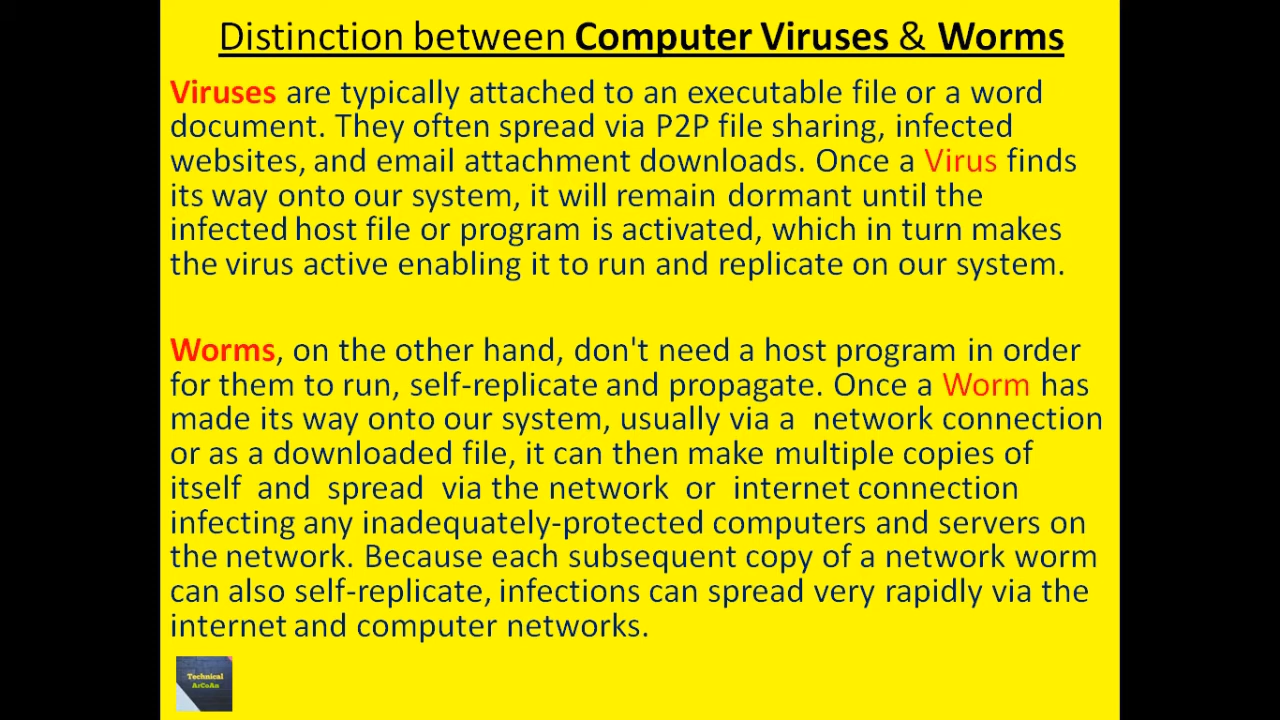 Distinction between Computer Viruses & Worms
Viruses are typically attached to an executable file or a word
document. They often spread via P2P file sharing, infected
websites, and email attachment downloads. Once a Virus finds
its way onto our system, it will remain dormant until the
infected host file or program is activated, which in turn makes
the virus active enabling it to run and replicate on our system.
Worms, on the other hand, don't need a host program in order
for them to run, self-replicate and propagate. Once a Worm has
made its way onto our system, usually via a network connection
or as a downloaded file, it can then make multiple copies of
itself and spread via the network or internet connection
infecting any inadequately-protected computers and servers on
the network. Because each subsequent copy of a network worm
can also self-replicate, infections can spread very rapidly via the
internet and computer networks.
Technical
ArCoAn